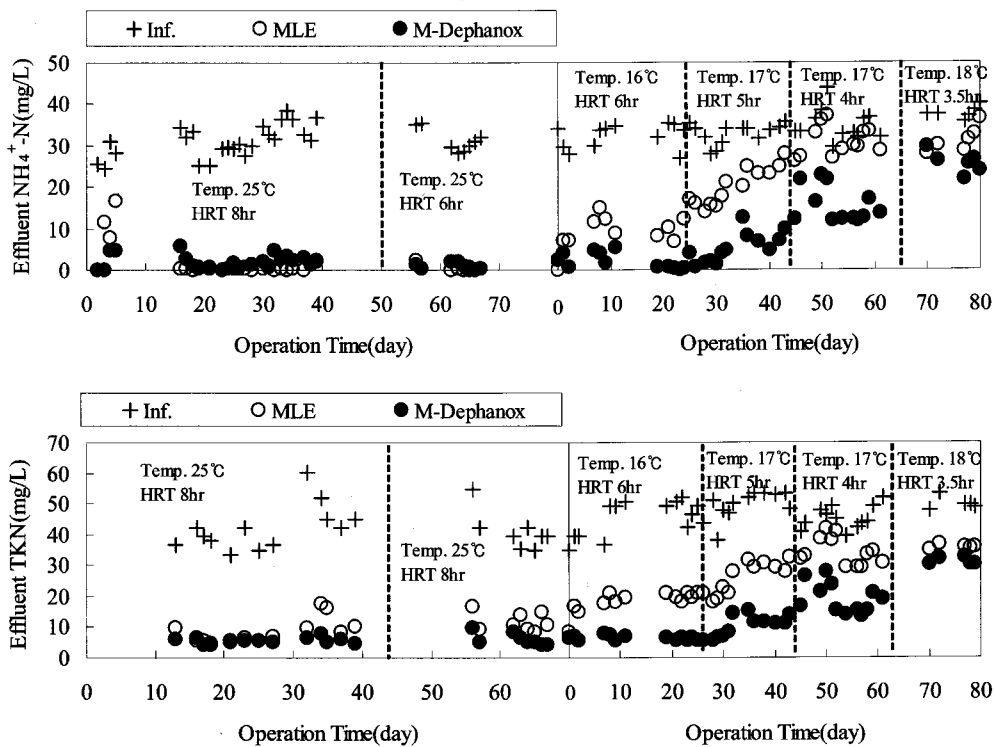 + Inf. ○ MLE ● M-Dephanox
Effluent NH₄⁺-N(mg/L)
50
40
30
20
10
0
Temp. 25℃
HRT 8hr
Temp. 25℃
HRT 6hr
Temp. 16℃
HRT 6hr
Temp. 17℃
HRT 5hr
Temp. 17℃
HRT 4hr
Temp. 18℃
HRT 3.5hr
0 10 20 30 40 50 60 70 0 10 20 30 40 50 60 70 80
Operation Time(day) Operation Time(day)
+ Inf. ○ MLE ● M-Dephanox
Effluent TKN(mg/L)
70
60
50
40
30
20
10
0
Temp. 25℃
HRT 8hr
Temp. 25℃
HRT 8hr
Temp. 16℃
HRT 6hr
Temp. 17℃
HRT 5hr
Temp. 17℃
HRT 4hr
Temp. 18℃
HRT 3.5hr
0 10 20 30 40 50 60 0 10 20 30 40 50 60 70 80
Operation Time(day) Operation Time(day)